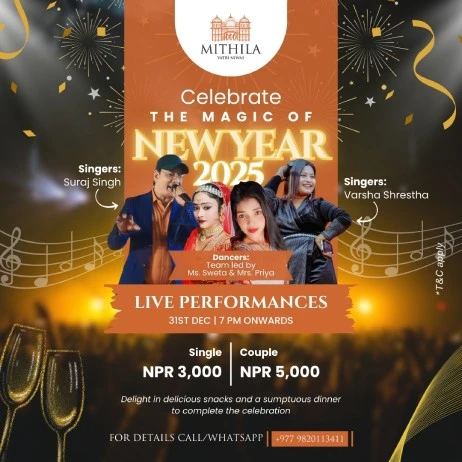 MITHILA
YATRI NIWAS
Celebrate
THE MAGIC OF
NEW YEAR
2025
Singers:
Suraj Singh
Singers:
Varsha Shrestha
Dancers:
Team led by
Ms. Sweta & Mrs. Priya
*T&C apply
LIVE PERFORMANCES
31ST DEC | 7 PM ONWARDS
Single
NPR 3,000
Couple
NPR 5,000
Delight in delicious snacks and a sumptuous dinner
to complete the celebration
FOR DETAILS CALL/WHATSAPP | +977 9820113411 |